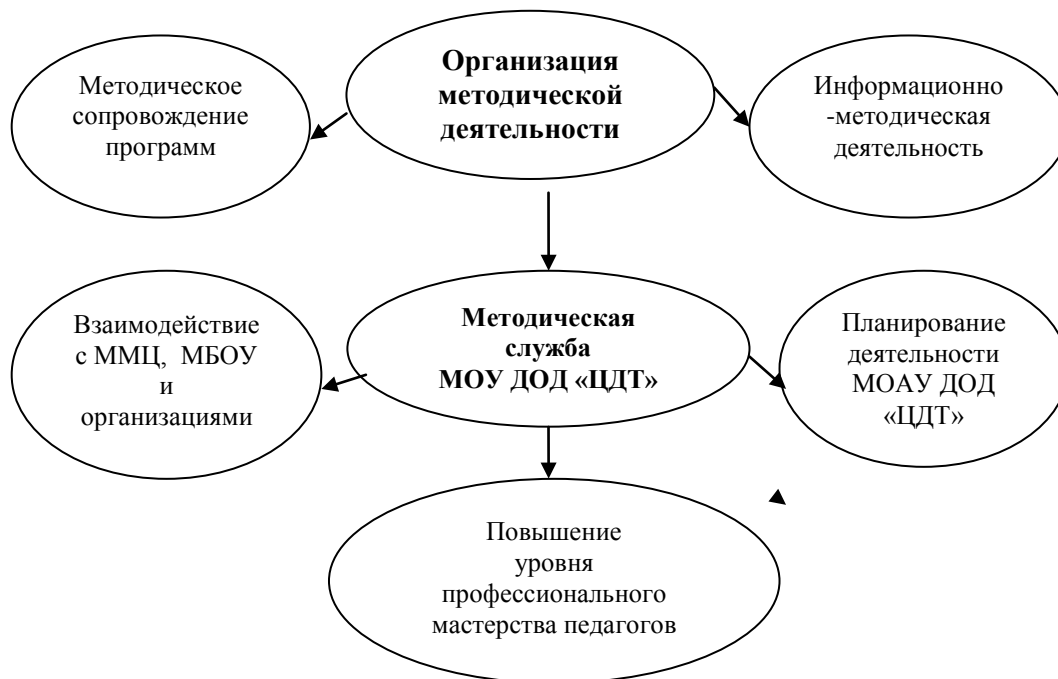 Методическое
сопровождение
программ
Организация
методической
деятельности
Информационно
-методическая
деятельность
Взаимодействие
с ММЦ, МБОУ
и
организациями
Методическая
служба
МОУ ДОД «ЦДТ»
Планирование
деятельности
МОАУ ДОД
«ЦДТ»
Повышение
уровня
профессионального
мастерства педагогов